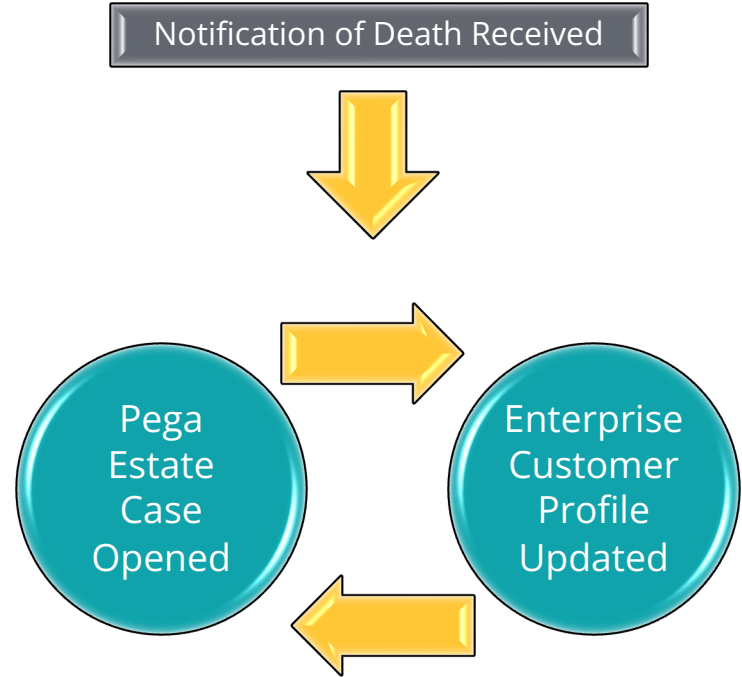 Notification of Death Received
Pega
Estate
Case
Opened
Enterprise
Customer
Profile
Updated